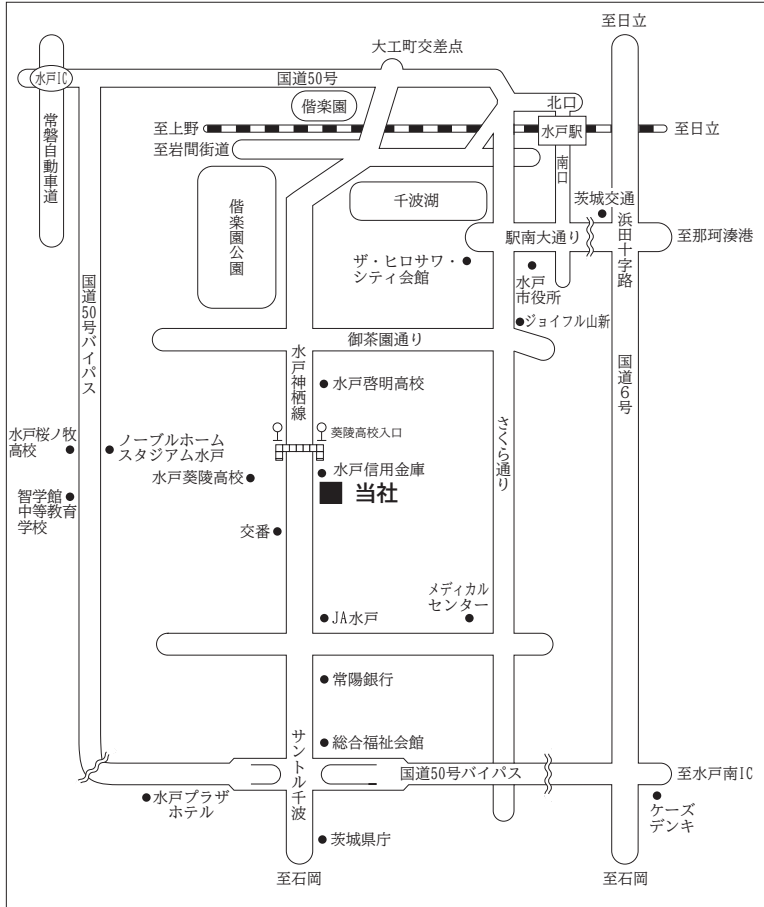 至日立
大工町交差点
水戸IC
国道50号
北口
偕楽園
至上野
水戸駅
至日立
至岩間街道
常磐自動車道
南口
偕楽園公園
千波湖
茨城交通
浜田十字路
駅南大通り
至那珂湊港
ザ・ヒロサワ・
シティ会館
水戸
市役所
国道50号バイパス
ジョイフル山新
御茶園通り
水戸神栖線
国道6号
水戸啓明高校
さくら通り
葵陵高校入口
水戸桜ノ牧
高校
ノーブルホーム
スタジアム水戸
水戸信用金庫
水戸葵陵高校
当社
智学館
中等教育
学校
交番
メディカル
センター
JA水戸
常陽銀行
サントル千波
総合福祉会館
国道50号バイパス
至水戸南IC
水戸プラザ
ホテル
ケーズ
デンキ
茨城県庁
至石岡
至石岡